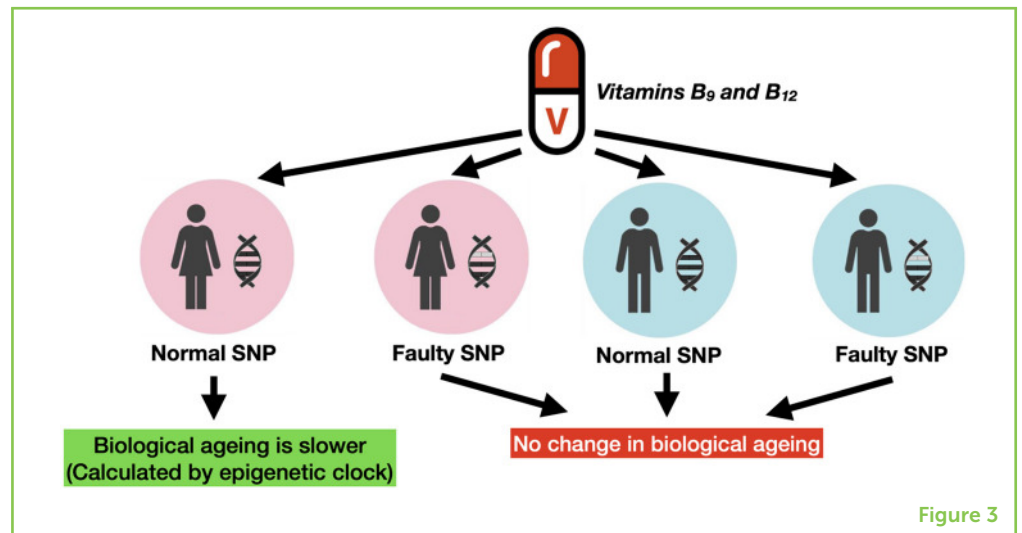 V
Vitamins B₉ and B₁₂
Normal SNP
Faulty SNP
Normal SNP
Faulty SNP
Biological ageing is slower
(Calculated by epigenetic clock)
No change in biological ageing
Figure 3